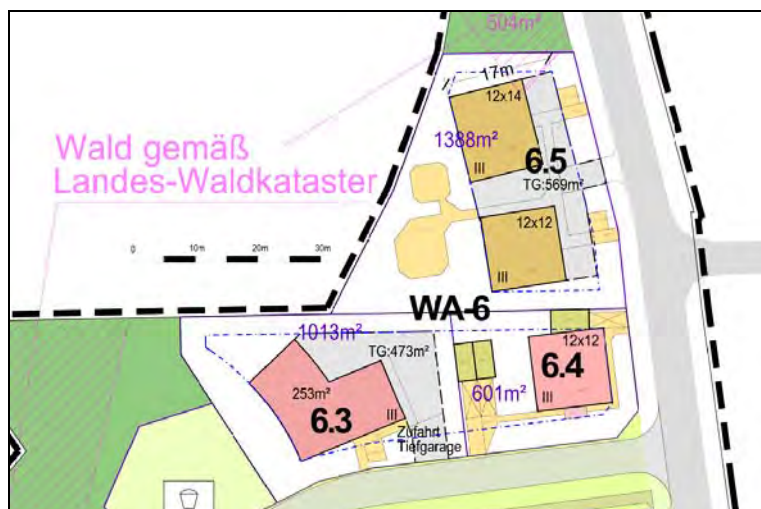 504m²
17m
12x14
1388m²
6.5
III
TG:569m²
Wald gemäß
Landes-Waldkataster
12x12
0 10m 20m 30m
III
WA-6
1013m²
TG:473m²
12x12
6.4
253m²
601m²
III
6.3
III
Zufahrt
Tiefgarage